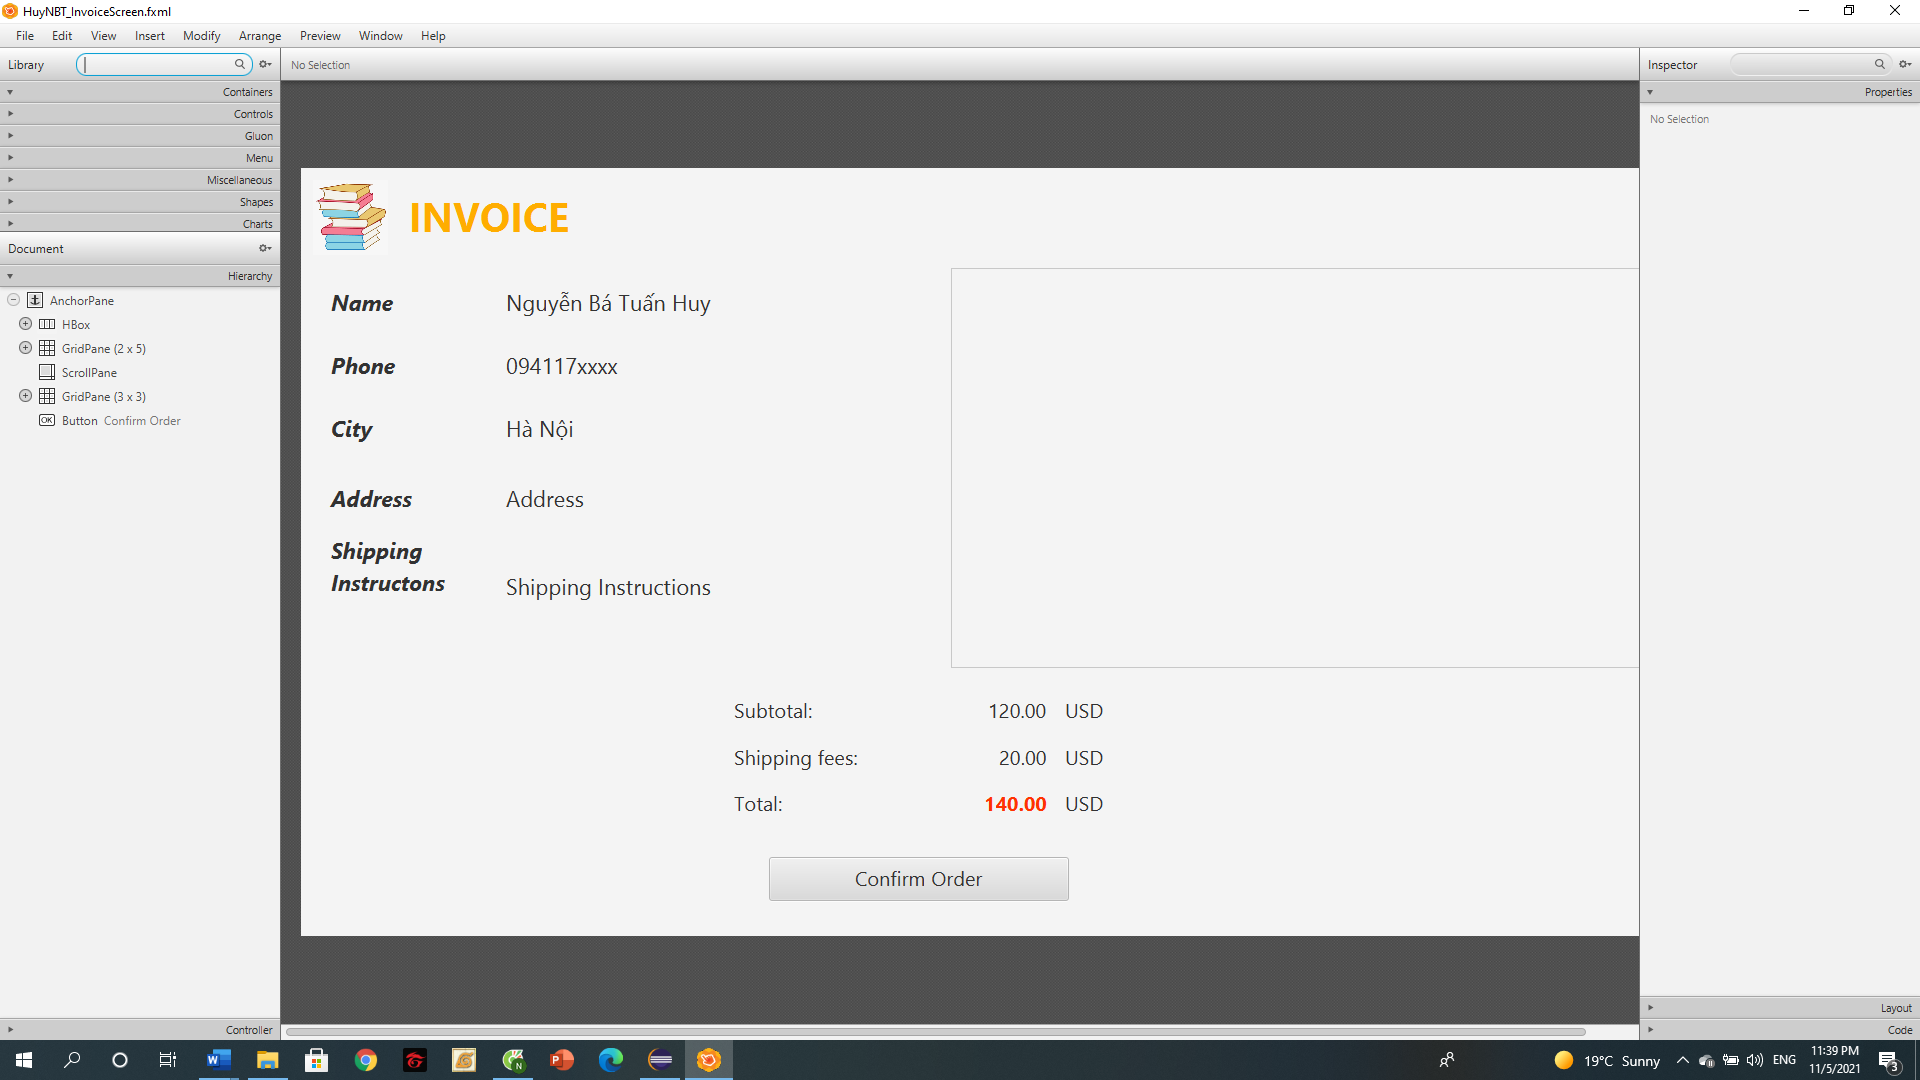 HuyNBT_InvoiceScreen.fxml
File Edit View Insert Modify Arrange Preview Window Help
Library
No Selection
Inspector
Containers
Controls
Gluon
Menu
Miscellaneous
Shapes
Charts
Document
Hierarchy
AnchorPane
HBox
GridPane (2 x 5)
ScrollPane
GridPane (3 x 3)
OK Button Confirm Order
Controller
INVOICE
Name Nguyễn Bá Tuấn Huy
Phone 094117xxxx
City Hà Nội
Address Address
Shipping
Instructons Shipping Instructions
Subtotal: 120.00 USD
Shipping fees: 20.00 USD
Total: 140.00 USD
Confirm Order
Properties
No Selection
Layout
Code
19°C Sunny
ENG
11:39 PM
11/5/2021
3